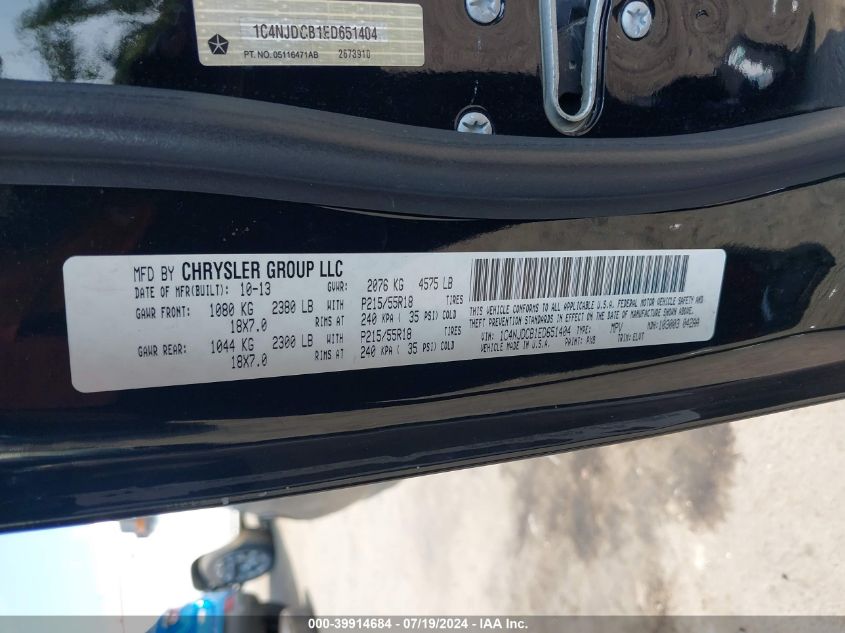 1C4NJDCB1ED651404
PT. NO. 05116471AB 2673910
MFD BY CHRYSLER GROUP LLC
DATE OF MFR(BUILT): 10-13 GVWR: 2076 KG 4575 LB
GAWR FRONT: 1080 KG 2380 LB WITH P215/55R18 TIRES
18X7.0 RIMS AT 240 KPA ( 35 PSI) COLD
GAWR REAR: 1044 KG 2300 LB WITH P215/55R18 TIRES
18X7.0 RIMS AT 240 KPA ( 35 PSI) COLD
THIS VEHICLE CONFORMS TO ALL APPLICABLE U.S.A. FEDERAL MOTOR VEHICLE SAFETY AND
THEFT PREVENTION STANDARDS IN EFFECT ON THE DATE OF MANUFACTURE SHOWN ABOVE.
VIN: 1C4NJDCB1ED651404 TYPE: MPV MDH:
VEHICLE MADE IN U.S.A. PAINT: TRIM:
000-39914684 - 07/19/2024 - IAAI, Inc.